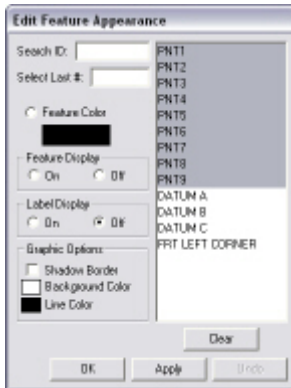 Edit Feature Appearance
Search ID:
Select Last #:
Feature Color
Feature Display
On Off
Label Display
On Off
Graphic Options
Shadow Border
Background Color
Line Color
PNT1
PNT2
PNT3
PNT4
PNT5
PNT6
PNT7
PNT8
PNT9
DATUM A
DATUM B
DATUM C
FRT LEFT CORNER
Clear
OK Apply Undo